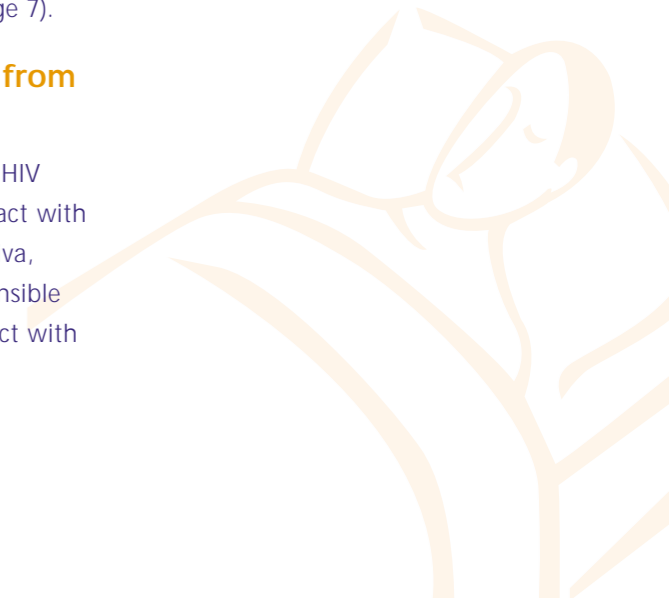 ge 7).
from
HIV
act with
va,
nsible
ct with